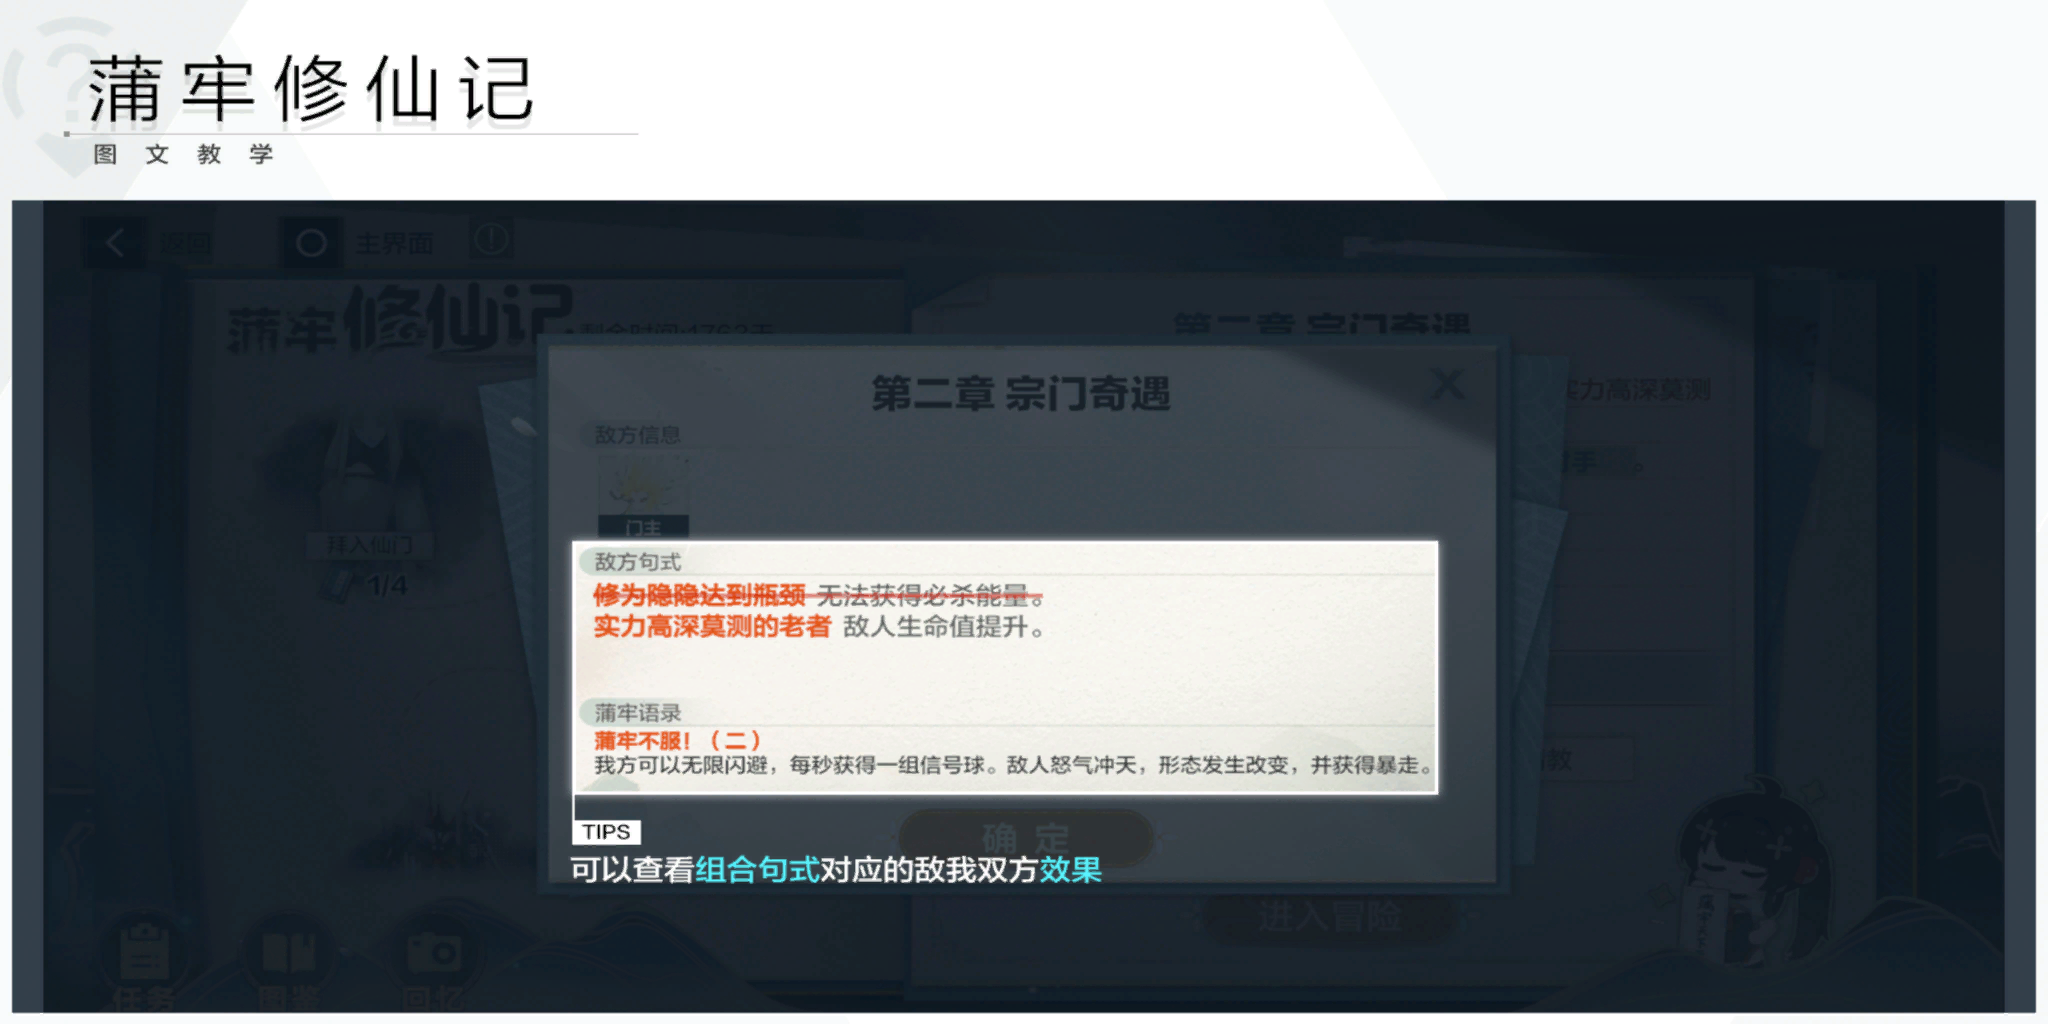 蒲牢修仙记
图文教学
返回
主界面
蒲牢修仙记
剩余时间:1763天
第二章 宗门奇遇
第二章 宗门奇遇
实力高深莫测
敌方信息
门主
拜入仙门
1/4
敌方句式
修为隐隐达到瓶颈 无法获得必杀能量。
实力高深莫测的老者 敌人生命值提升。
蒲牢语录
蒲牢不服!(二)
我方可以无限闪避，每秒获得一组信号球。敌人怒气冲天，形态发生改变，并获得暴走。
TIPS
确定
可以查看组合句式对应的敌我双方效果
进入冒险
任务
图鉴
回忆